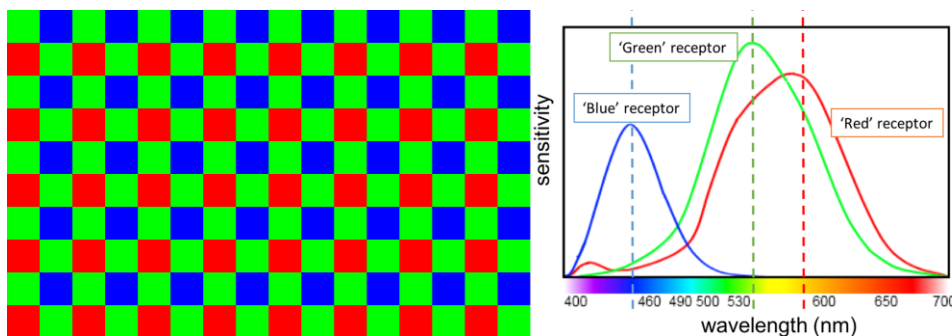 ‘Green’ receptor
‘Blue’ receptor
‘Red’ receptor
sensitivity
400 460 490 500 530 600 650 700
wavelength (nm)